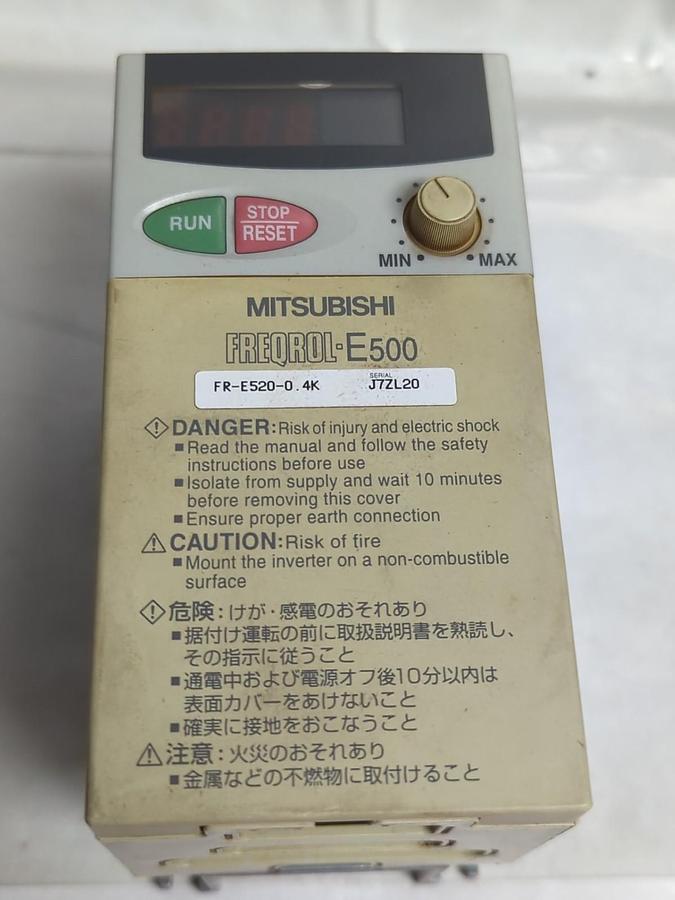 RUN
STOP
RESET
MIN
MAX
MITSUBISHI
FREQROL-E500
SERIAL
FR-E520-0.4K J7ZL20
DANGER:Risk of injury and electric shock
Read the manual and follow the safety
instructions before use
Isolate from supply and wait 10 minutes
before removing this cover
Ensure proper earth connection
CAUTION:Risk of fire
Mount the inverter on a non-combustible
surface
危険:けが・感電のおそれあり
据付け運転の前に取扱説明書を熟読し、
その指示に従うこと
通電中および電源オフ後10分以内は
表面カバーをあけないこと
確実に接地をおこなうこと
注意:火災のおそれあり
金属などの不燃物に取付けること